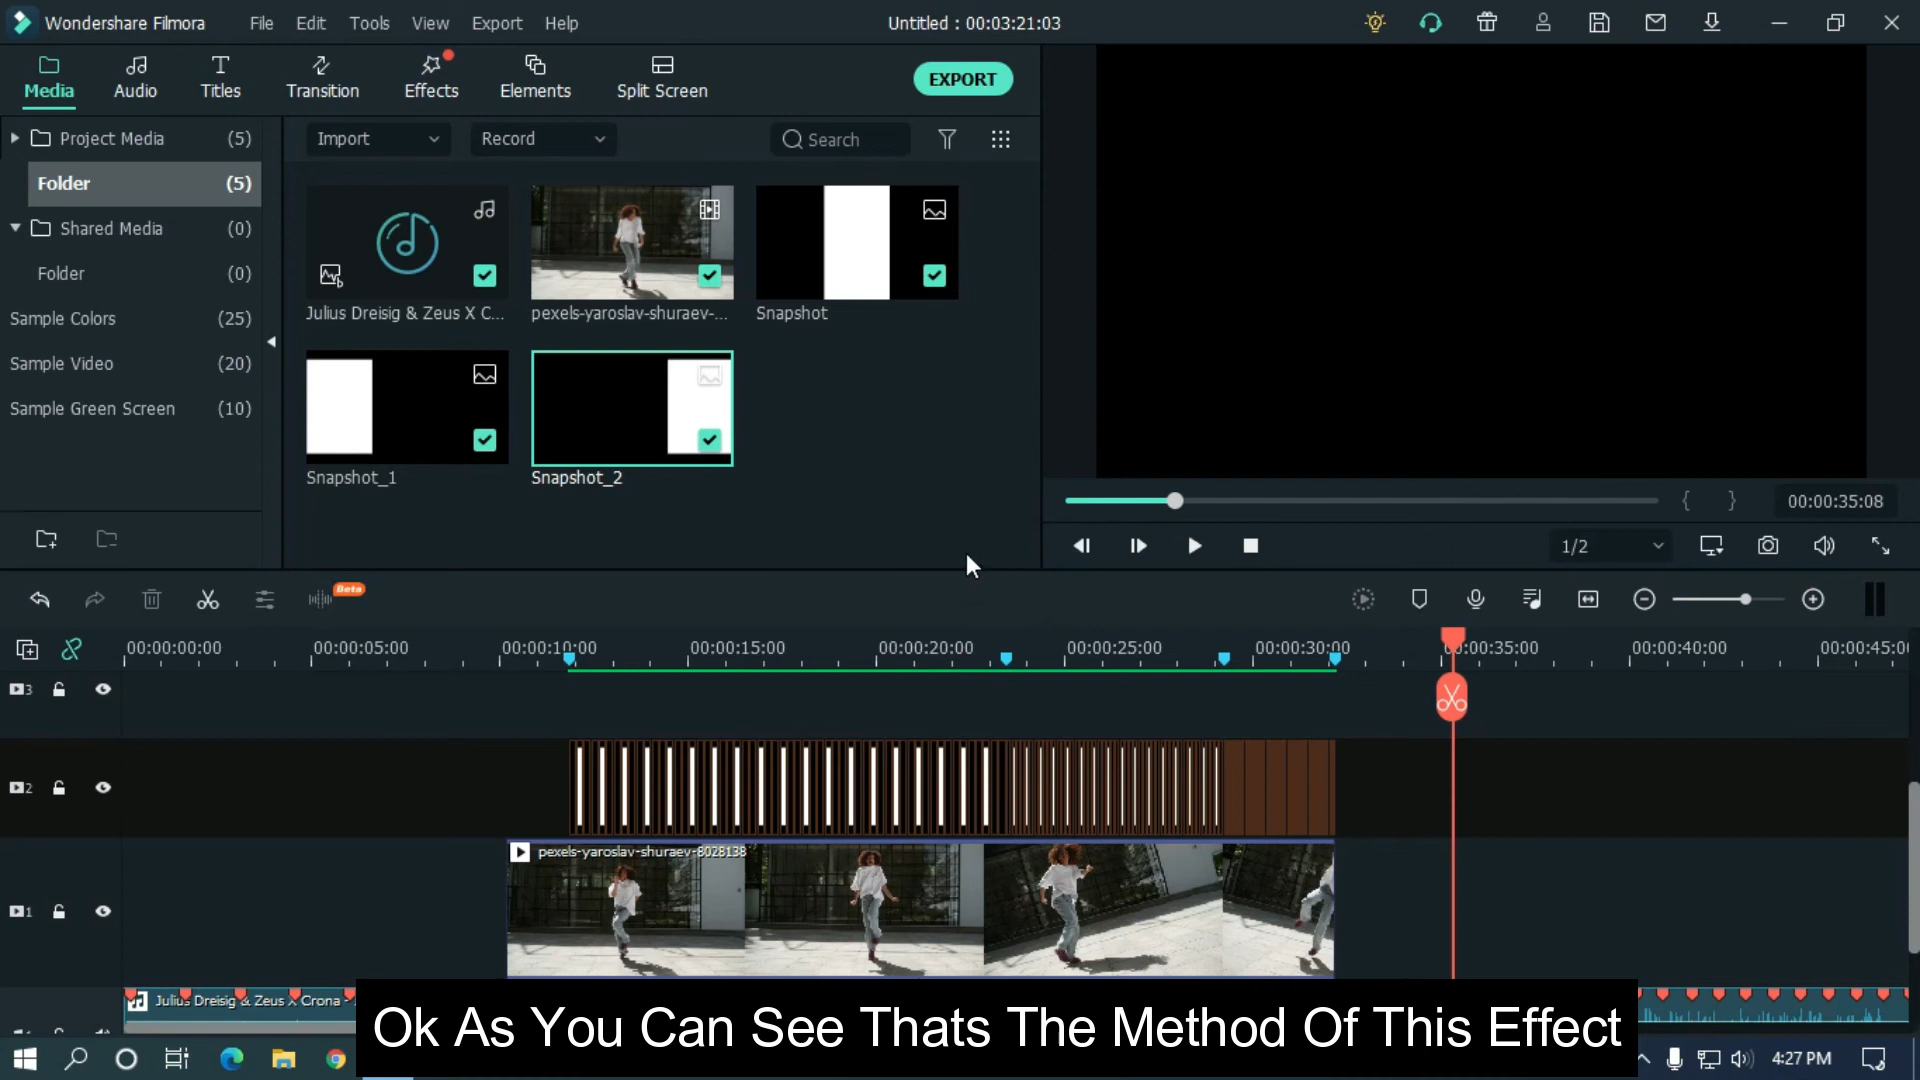 Wondershare Filmora File Edit Tools View Export Help Untitled : 00:03:21:03
Media Audio Titles Transition Effects Elements Split Screen EXPORT
Project Media (5)
Folder (5)
Shared Media (0)
Folder (0)
Sample Colors (25)
Sample Video (20)
Sample Green Screen (10)
Import Record Search
Julius Dreisig & Zeus X C... pexels-yaroslav-shuraev-... Snapshot
Snapshot_1 Snapshot_2
00:00:35:08
1/2
Beta
00:00:00:00 00:00:05:00 00:00:10:00 00:00:15:00 00:00:20:00 00:00:25:00 00:00:30:00 00:00:35:00 00:00:40:00 00:00:45:0
3
2
pexels-yaroslav-shuraev-8028138
1
Julius Dreisig & Zeus X Crona -
Ok As You Can See Thats The Method Of This Effect
4:27 PM